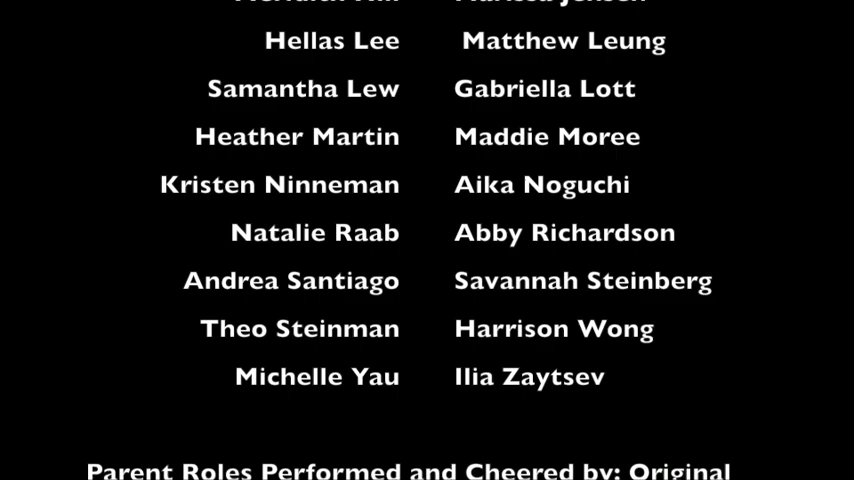 Hellas Lee Matthew Leung
Samantha Lew Gabriella Lott
Heather Martin Maddie Moree
Kristen Ninneman Aika Noguchi
Natalie Raab Abby Richardson
Andrea Santiago Savannah Steinberg
Theo Steinman Harrison Wong
Michelle Yau Ilia Zaytsev
Parent Roles Performed and Cheered by: Original